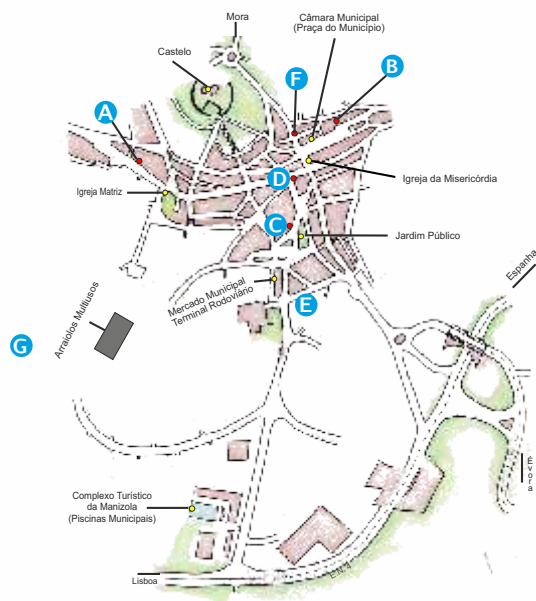 Mora
Câmara Municipal
(Praça do Município)
Castelo
F
B
A
D
Igreja Matriz
Igreja da Misericórdia
C
Jardim Público
Espanha
Mercado Municipal
Terminal Rodoviário
E
Arraiolos Multiusos
G
Évora
Complexo Turístico
da Manizola
(Piscinas Municipais)
Lisboa
E.N. 4